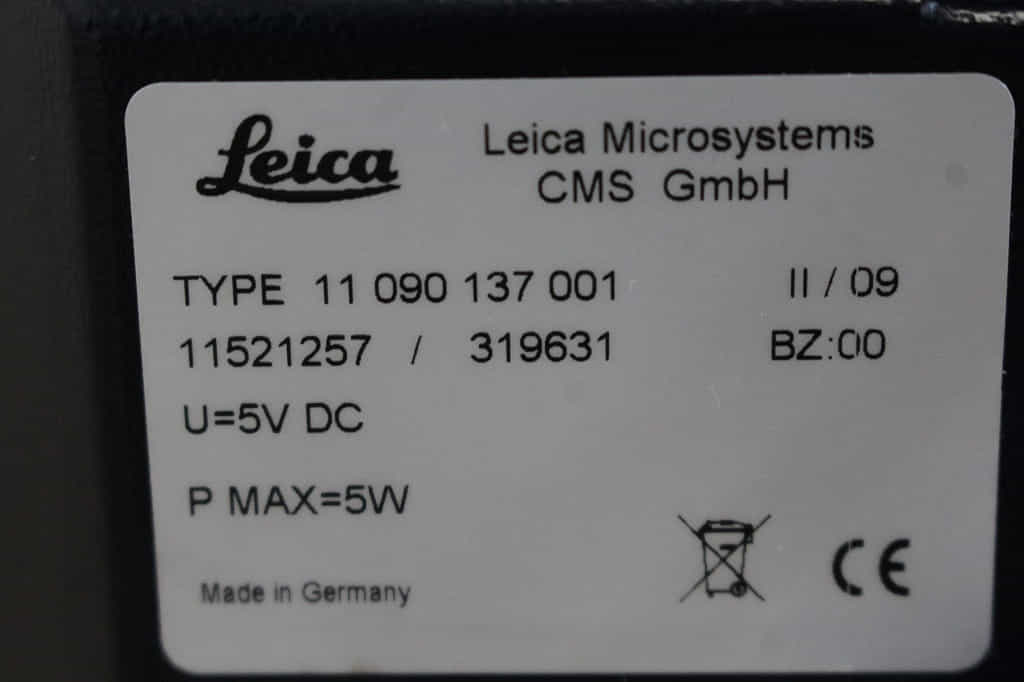 Leica
Leica Microsystems
CMS GmbH
TYPE 11 090 137 001
II / 09
11521257 / 319631
BZ:00
U=5V DC
P MAX=5W
Made in Germany
CE